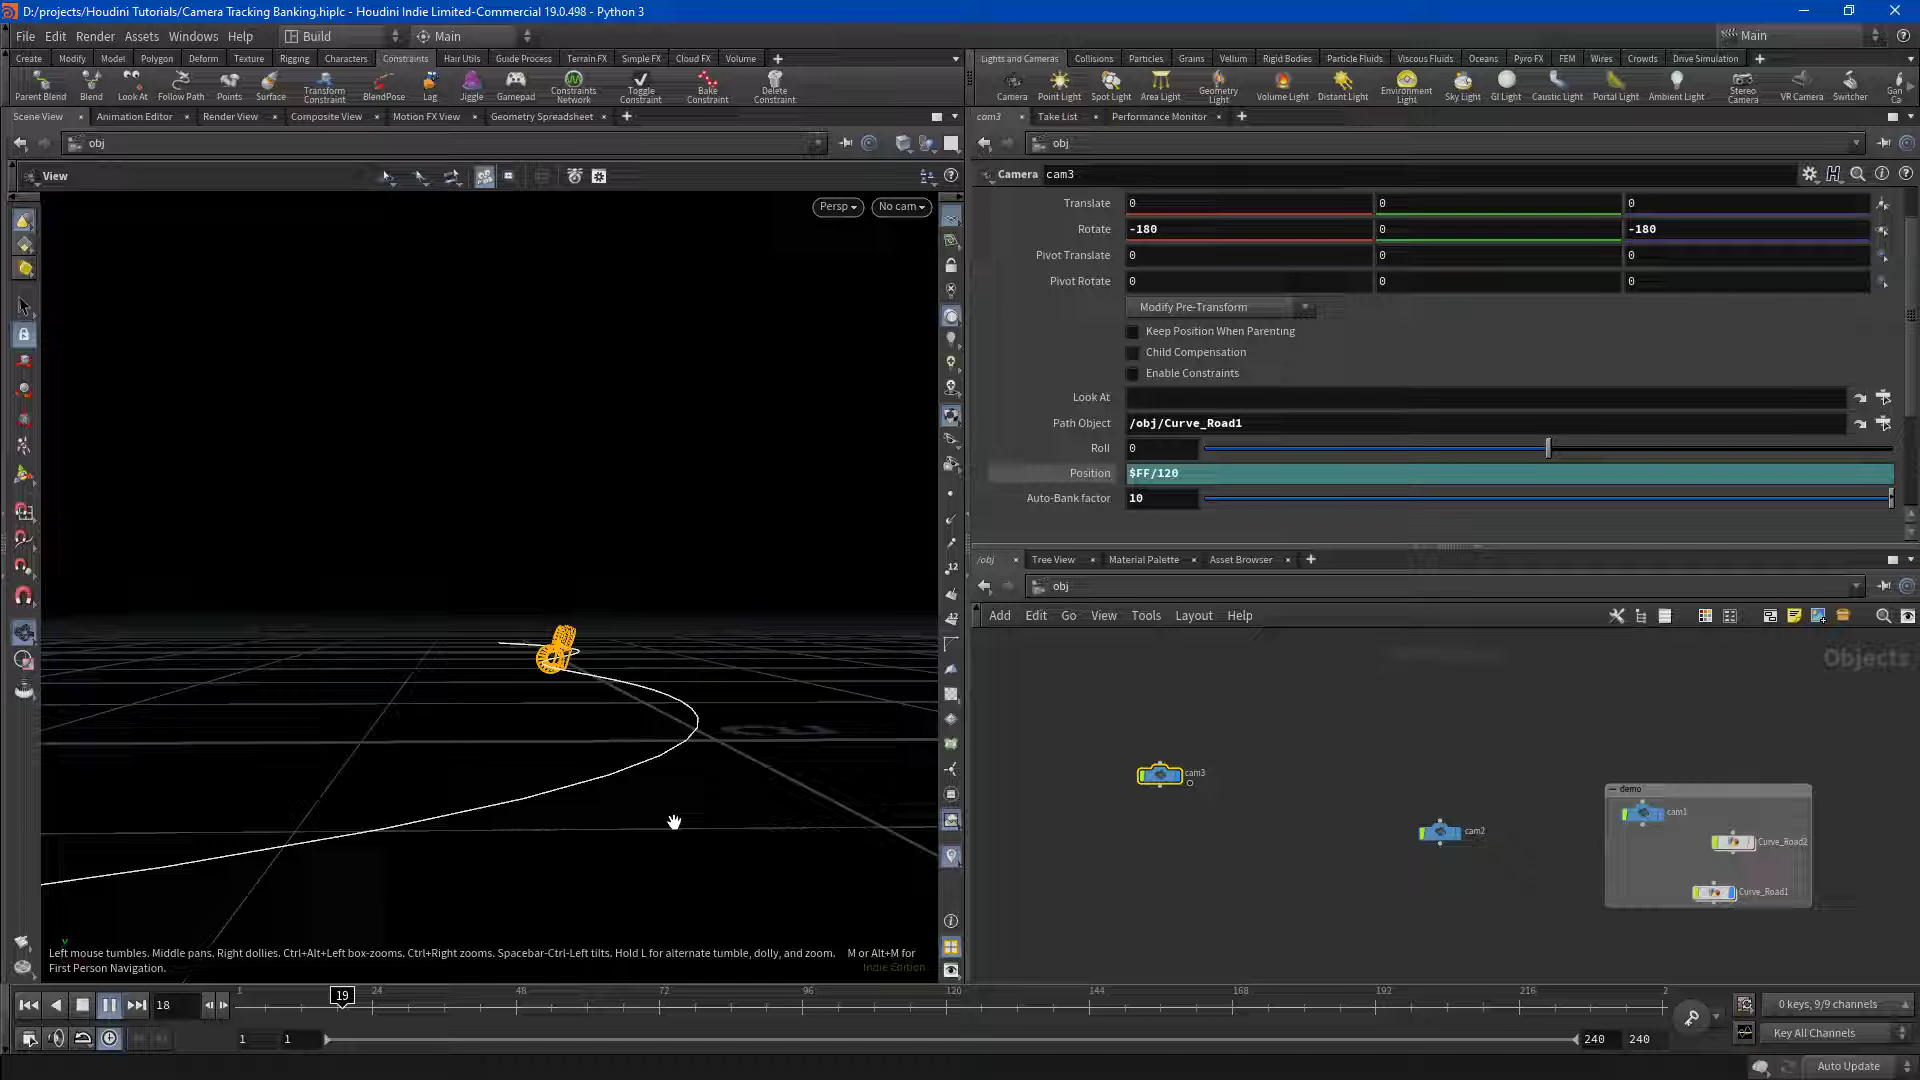 D:/projects/Houdini Tutorials/Camera Tracking Banking.hiplc - Houdini Indie Limited-Commercial 19.0.498 - Python 3
File Edit Render Assets Windows Help Build Main Main
Create Modify Model Polygon Deform Texture Rigging Characters Constraints Hair Utils Guide Process Terrain FX Simple FX Cloud FX Volume
Lights and Cameras Collisions Particles Grains Vellum Rigid Bodies Particle Fluids Viscous Fluids Oceans Pyro FX FEM Wires Crowds Drive Simulation
Parent Blend Blend Look At Follow Path Points Surface Transform Constraint BlendPose Lag Jiggle Gamepad Constraints Network Toggle Constraint Bake Constraint Delete Constraint
Camera Point Light Spot Light Area Light Geometry Light Volume Light Distant Light Environment Light Sky Light GI Light Caustic Light Portal Light Ambient Light Stereo Camera VR Camera Switcher Gan Ca
Scene View Animation Editor Render View Composite View Motion FX View Geometry Spreadsheet
cam3 Take List Performance Monitor
obj
obj
View
Camera cam3
Persp No cam
Translate 0 0 0
Rotate -180 0 -180
Pivot Translate 0 0 0
Pivot Rotate 0 0 0
Modify Pre-Transform
Keep Position When Parenting
Child Compensation
Enable Constraints
Look At
Path Object /obj/Curve_Road1
Roll 0
Position $FF/120
Auto-Bank factor 10
/obj Tree View Material Palette Asset Browser
obj
Add Edit Go View Tools Layout Help
Objects
cam3
demo
cam1
cam2
Curve_Road2
Curve_Road1
12
42
y
Left mouse tumbles. Middle pans. Right dollies. Ctrl+Alt+Left box-zooms. Ctrl+Right zooms. Spacebar-Ctrl-Left tilts. Hold L for alternate tumble, dolly, and zoom. M or Alt+M for
First Person Navigation.
Indie Edition
18 1 19 24 48 72 96 120 144 168 192 216 2
0 keys, 9/9 channels
1 1 240 240
Key All Channels
Auto Update